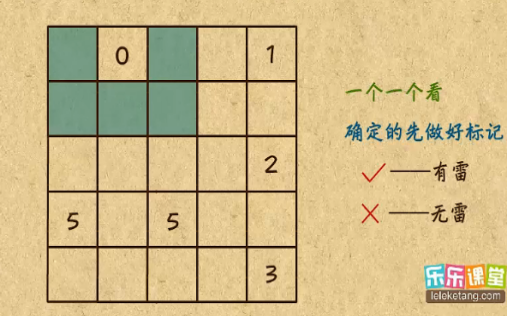 0 1
2
5 5
3
一个一个看
确定的先做好标记
✓——有雷
✗——无雷
乐乐课堂
leleketang.com